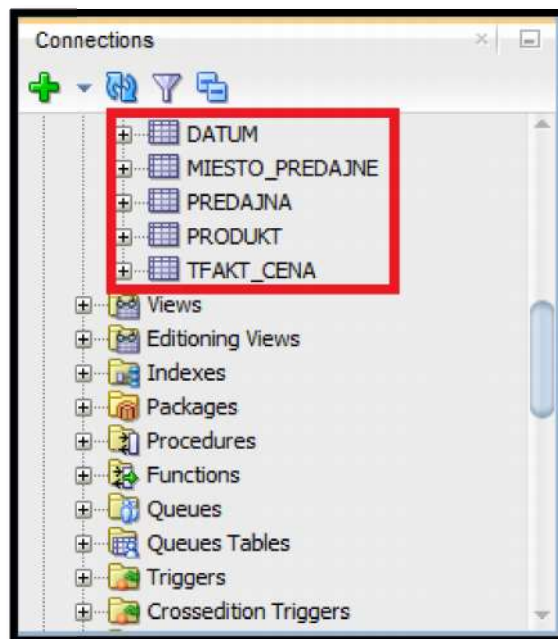 Connections
DATUM
MIESTO_PREDAJNE
PREDAJNA
PRODUKT
TFAKT_CENA
Views
Editioning Views
Indexes
Packages
Procedures
Functions
Queues
Queues Tables
Triggers
Crossedition Triggers